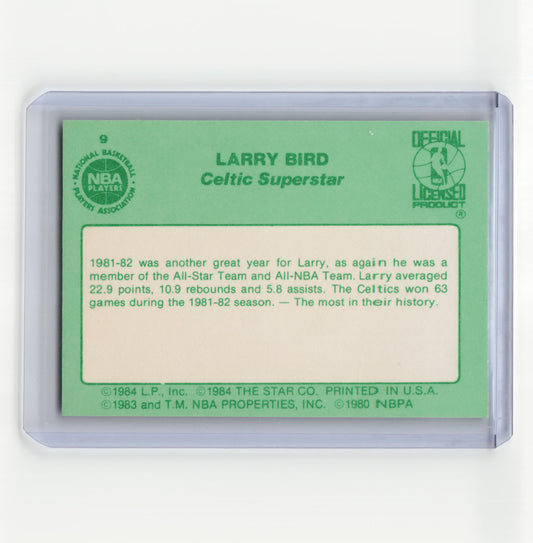 9
NATIONAL BASKETBALL
NBA
PLAYERS
PLAYERS ASSOCIATION
LARRY BIRD
Celtic Superstar
OFFICIAL
NBA
LICENSED
PRODUCT
®
1981-82 was another great year for Larry, as again he was a
member of the All-Star Team and All-NBA Team. Larry averaged
22.9 points, 10.9 rebounds and 5.8 assists. The Celtics won 63
games during the 1981-82 season. — The most in their history.
©1984 L.P., Inc. ©1984 THE STAR CO. PRINTED IN U.S.A.
©1983 and T.M. NBA PROPERTIES, INC. ©1980 NBPA